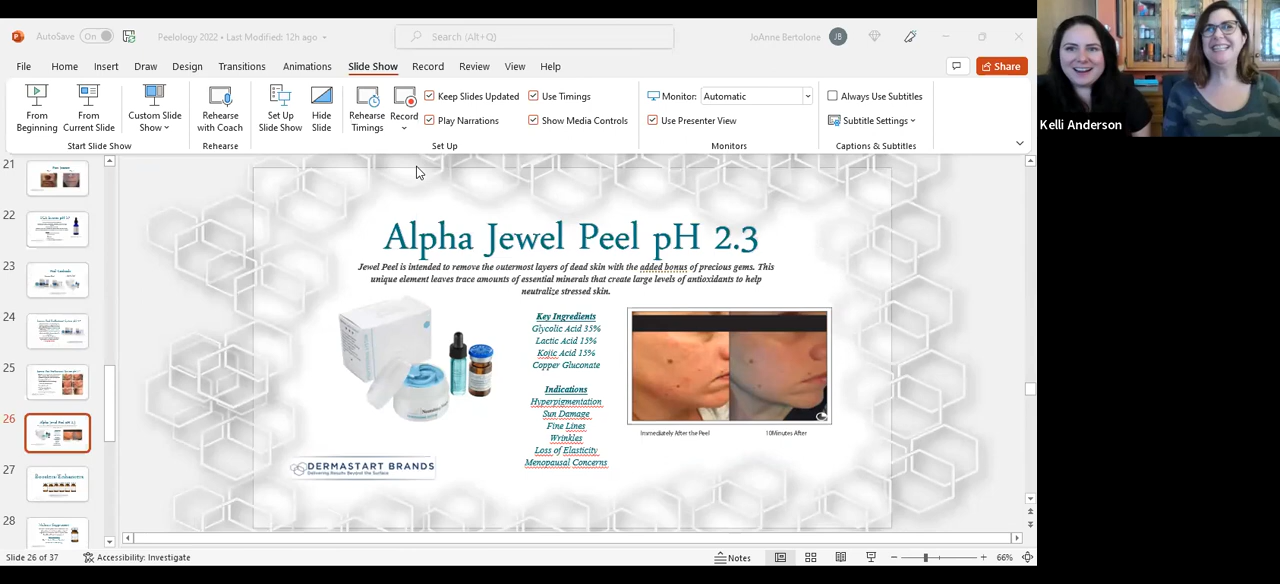 AutoSave On Peelology 2022 • Last Modified: 12h ago Search (Alt+Q) JoAnne Bertolone JB
File Home Insert Draw Design Transitions Animations Slide Show Record Review View Help Share
From Beginning
From Current Slide
Custom Slide Show
Rehearse with Coach
Set Up Slide Show
Hide Slide
Rehearse Timings
Record
Keep Slides Updated Use Timings
Play Narrations Show Media Controls
Monitor: Automatic
Use Presenter View
Always Use Subtitles
Subtitle Settings
Start Slide Show Rehearse Set Up Monitors Captions & Subtitles
Kelli Anderson
21
22
23
24
25
26
27
28
Alpha Jewel Peel pH 2.3
Jewel Peel is intended to remove the outermost layers of dead skin with the added bonus of precious gems. This
unique element leaves trace amounts of essential minerals that create large levels of antioxidants to help
neutralize stressed skin.
Key Ingredients
Glycolic Acid 35%
Lactic Acid 15%
Kojic Acid 15%
Copper Gluconate
Indications
Hyperpigmentation
Sun Damage
Fine Lines
Wrinkles
Loss of Elasticity
Menopausal Concerns
Immediately After the Peel 10Minutes After
DERMASTART BRANDS
Delivering Results Beyond the Surface
Slide 26 of 37 Accessibility: Investigate Notes 66%